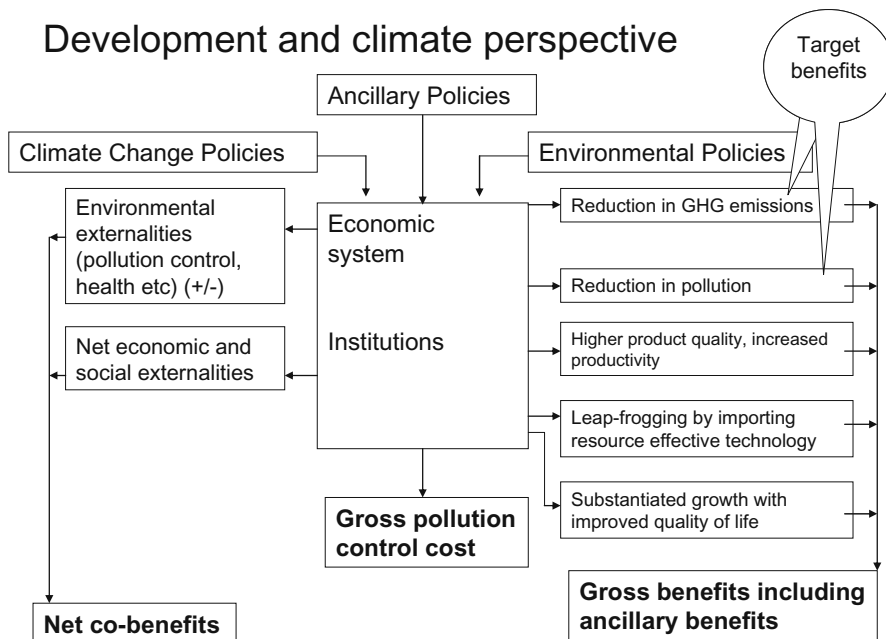 Development and climate perspective
Target
benefits
Ancillary Policies
Climate Change Policies
Environmental Policies
Environmental
externalities
(pollution control,
health etc) (+/-)
Net economic and
social externalities
Economic
system
Institutions
Reduction in GHG emissions
Reduction in pollution
Higher product quality, increased
productivity
Leap-frogging by importing
resource effective technology
Substantiated growth with
improved quality of life
Gross pollution
control cost
Net co-benefits
Gross benefits including
ancillary benefits